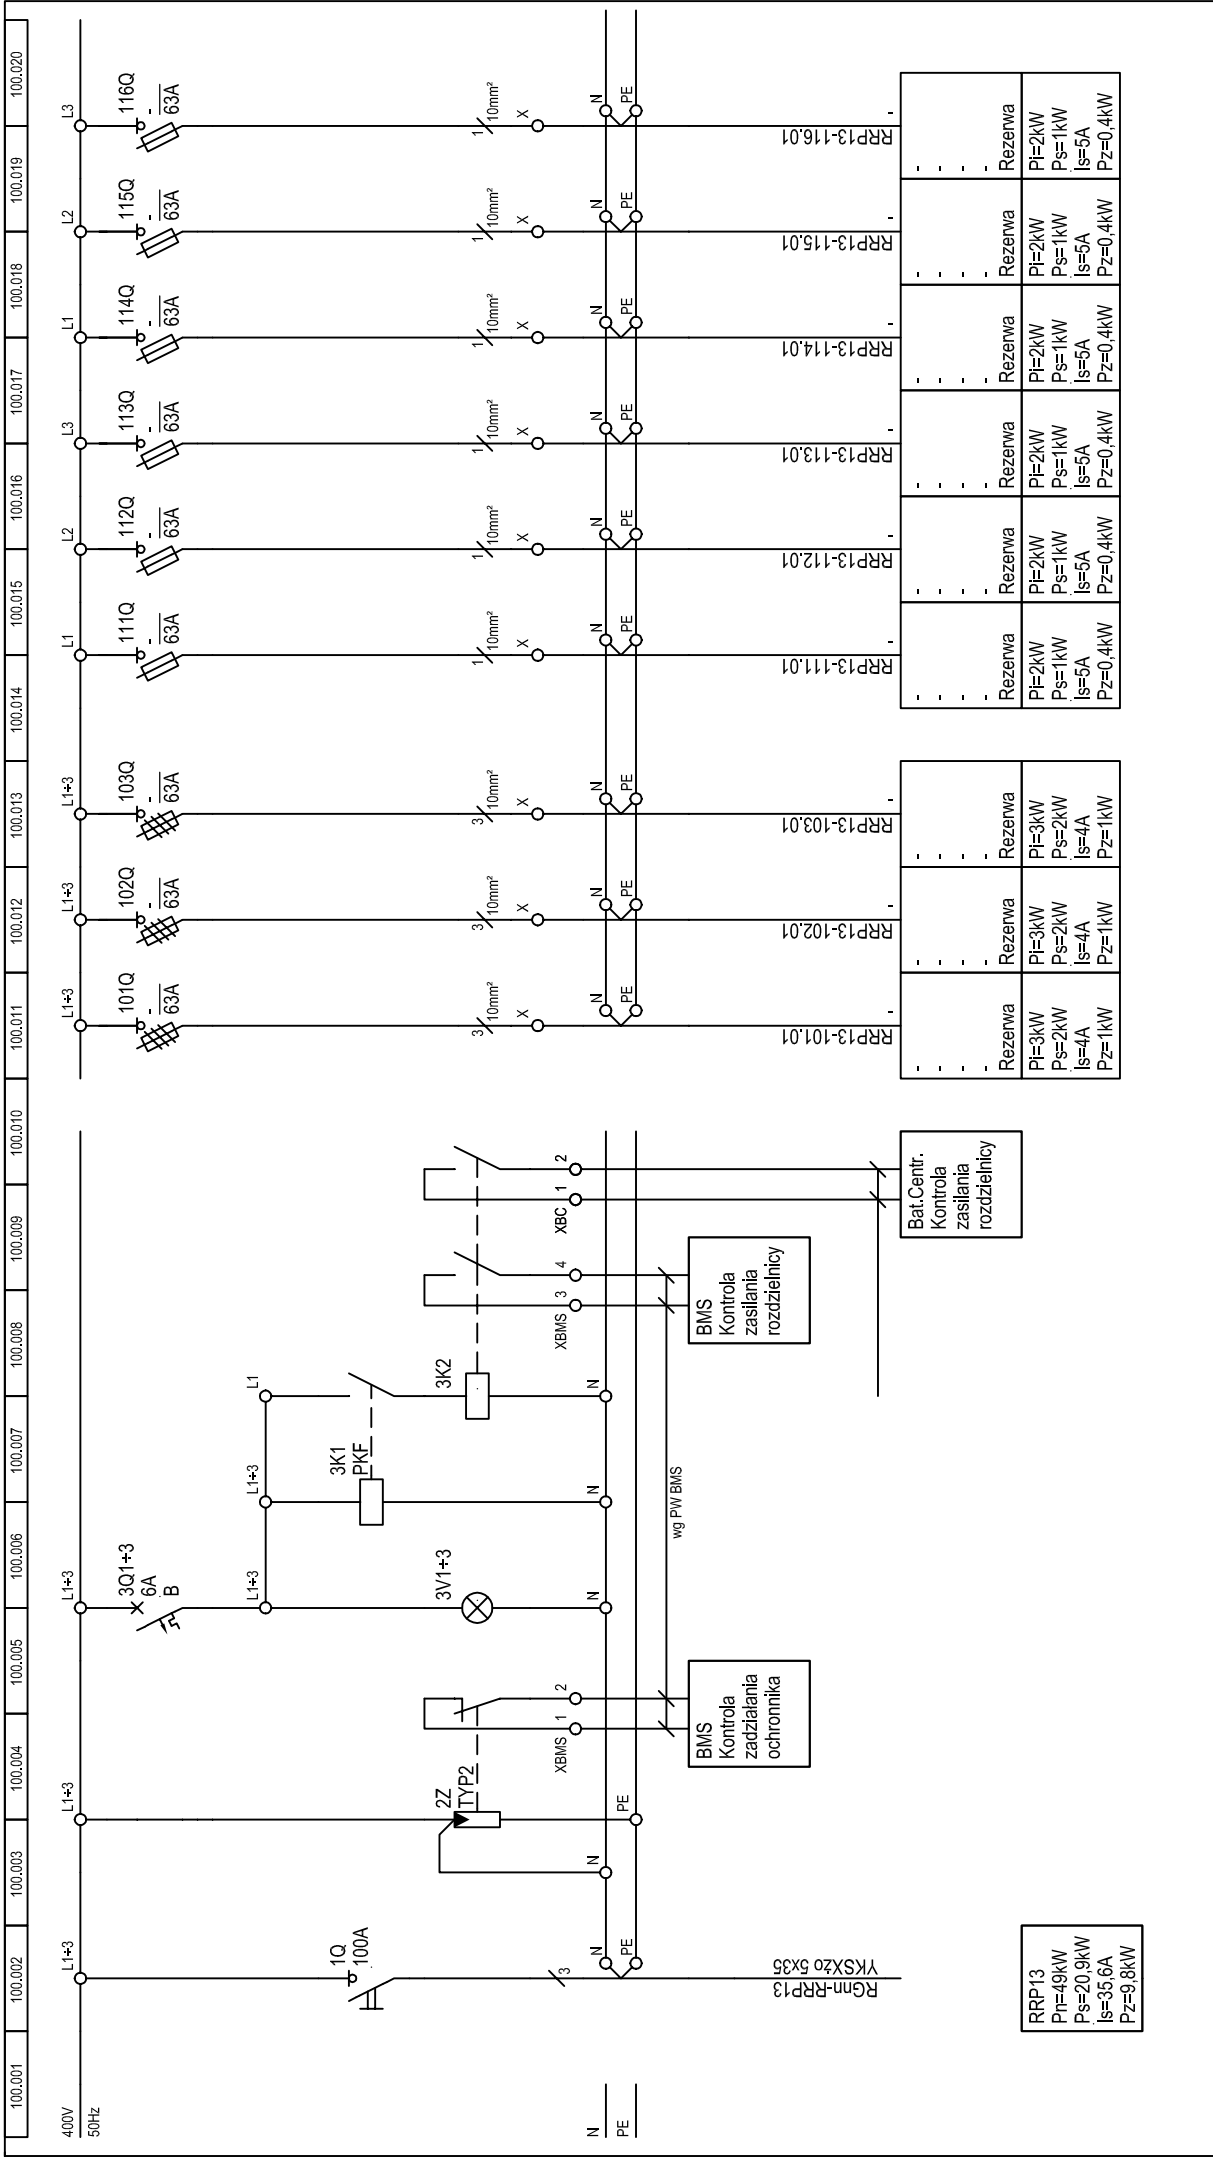 100.001
100.002
100.003
100.004
100.005
100.006
100.007
100.008
100.009
100.010
100.011
100.012
100.013
100.014
100.015
100.016
100.017
100.018
100.019
100.020
400V
50Hz
N
PE
L1÷3
1Q
100A
3
N
PE
RGnn-RRP13
YKSXżo 5x35
RRP13
Pn=49kW
Ps=20,9kW
Is=35,6A
Pz=9,8kW
L1÷3
2Z
TYP2
N
PE
XBMS
1
2
BMS
Kontrola
zadziałania
ochronnika
L1÷3
3Q1÷3
6A
B
L1÷3
3V1÷3
N
wg PW BMS
L1÷3
3K1
PKF
N
L1
3K2
N
XBMS
3
4
BMS
Kontrola
zasilania
rozdzielnicy
XBC
1
2
Bat.Centr.
Kontrola
zasilania
rozdzielnicy
L1÷3
101Q
-
63A
3
10mm²
X
N
PE
RRP13-101.01
-
- - - - Rezerwa
Pi=3kW
Ps=2kW
Is=4A
Pz=1kW
L1÷3
102Q
-
63A
3
10mm²
X
N
PE
RRP13-102.01
-
- - - - Rezerwa
Pi=3kW
Ps=2kW
Is=4A
Pz=1kW
L1÷3
103Q
-
63A
3
10mm²
X
N
PE
RRP13-103.01
-
- - - - Rezerwa
Pi=3kW
Ps=2kW
Is=4A
Pz=1kW
L1
111Q
-
63A
1
10mm²
X
N
PE
RRP13-111.01
-
- - - - Rezerwa
Pi=2kW
Ps=1kW
Is=5A
Pz=0,4kW
L2
112Q
-
63A
1
10mm²
X
N
PE
RRP13-112.01
-
- - - - Rezerwa
Pi=2kW
Ps=1kW
Is=5A
Pz=0,4kW
L3
113Q
-
63A
1
10mm²
X
N
PE
RRP13-113.01
-
- - - - Rezerwa
Pi=2kW
Ps=1kW
Is=5A
Pz=0,4kW
L1
114Q
-
63A
1
10mm²
X
N
PE
RRP13-114.01
-
- - - - Rezerwa
Pi=2kW
Ps=1kW
Is=5A
Pz=0,4kW
L2
115Q
-
63A
1
10mm²
X
N
PE
RRP13-115.01
-
- - - - Rezerwa
Pi=2kW
Ps=1kW
Is=5A
Pz=0,4kW
L3
116Q
-
63A
1
10mm²
X
N
PE
RRP13-116.01
-
- - - - Rezerwa
Pi=2kW
Ps=1kW
Is=5A
Pz=0,4kW